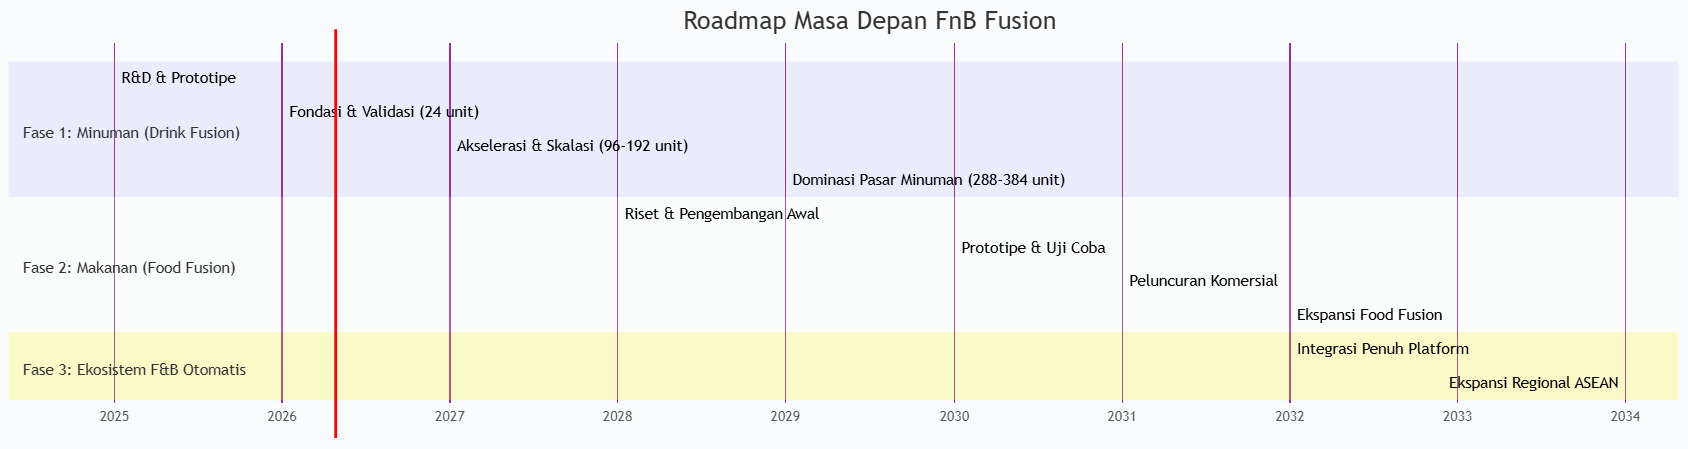 Roadmap Masa Depan FnB Fusion
R&D & Prototipe
Fondasi & Validasi (24 unit)
Fase 1: Minuman (Drink Fusion)
Akselerasi & Skalasi (96-192 unit)
Dominasi Pasar Minuman (288-384 unit)
Riset & Pengembangan Awal
Prototipe & Uji Coba
Fase 2: Makanan (Food Fusion)
Peluncuran Komersial
Ekspansi Food Fusion
Integrasi Penuh Platform
Fase 3: Ekosistem F&B Otomatis
Ekspansi Regional ASEAN
2025 2026 2027 2028 2029 2030 2031 2032 2033 2034